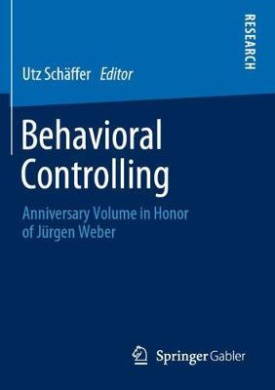 RESEARCH
Utz Schäffer Editor
Behavioral
Controlling
Anniversary Volume in Honor
of Jürgen Weber
Springer Gabler